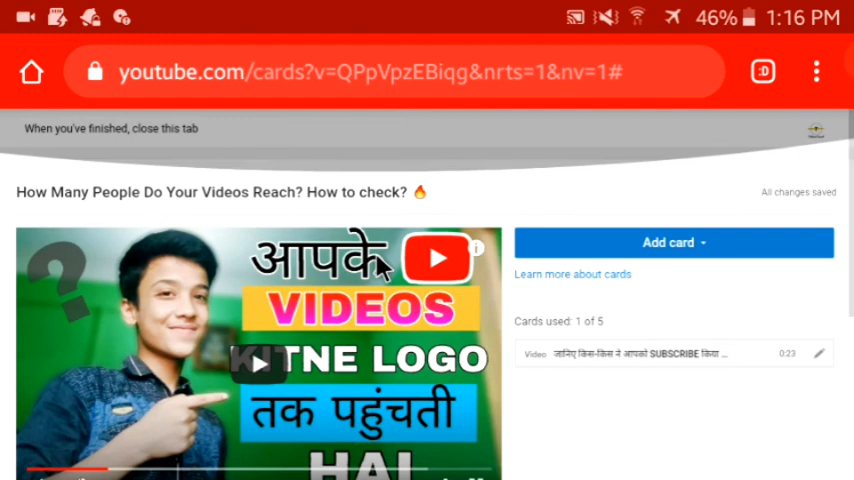 46% 1:16 PM
youtube.com/cards?v=QPpVpzEBiqg&nrts=1&nv=1#
:D
When you've finished, close this tab
How Many People Do Your Videos Reach? How to check? 🔥
All changes saved
?
आपके
i
VIDEOS
KITNE LOGO
तक पहुंचती
HAI
Add card
Learn more about cards
Cards used: 1 of 5
Video जानिए किस-किस ने आपको SUBSCRIBE किया ... 0:23